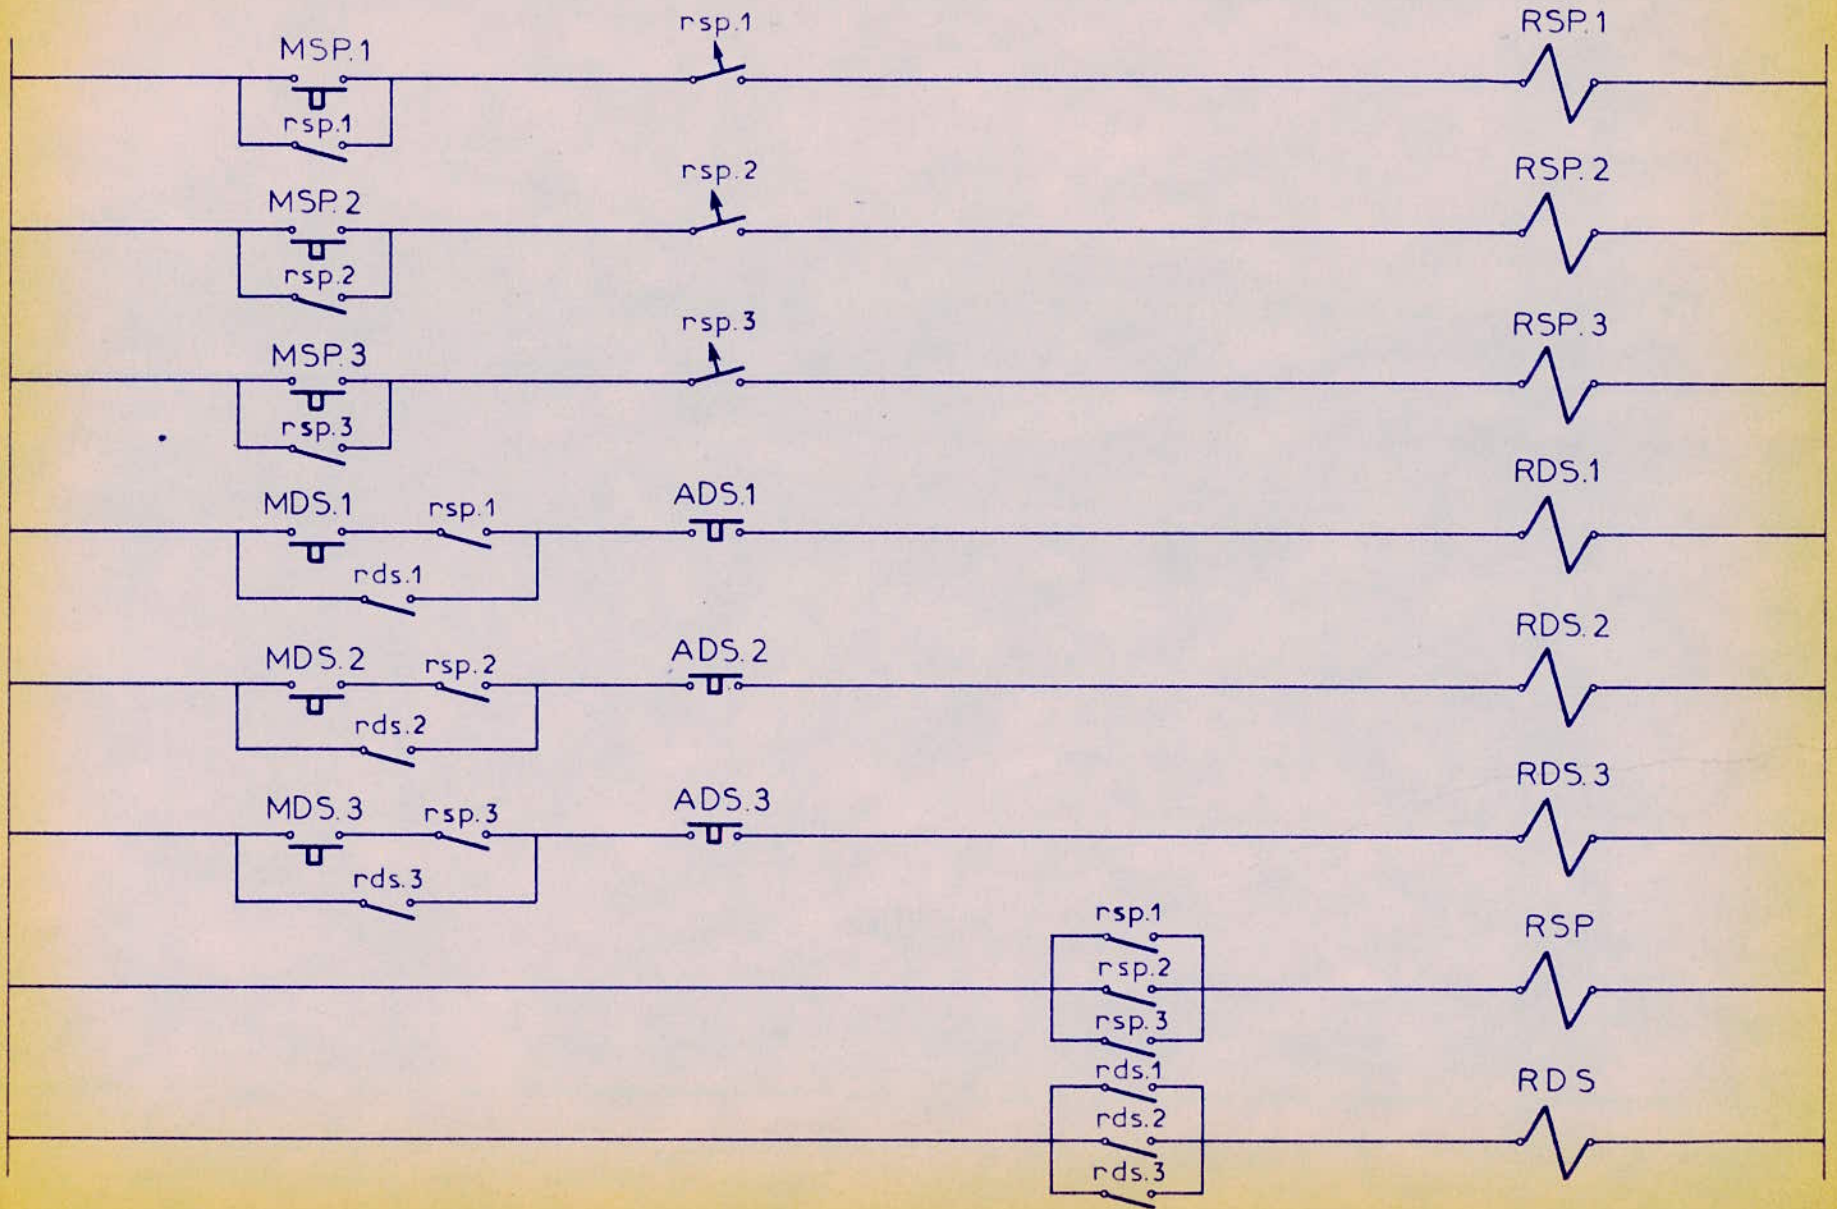 rsp.1
RSP.1
MSP.1
rsp.1
rsp.2
RSP.2
MSP.2
rsp.2
rsp.3
RSP.3
MSP.3
rsp.3
MDS.1
rsp.1
ADS.1
RDS.1
rds.1
MDS.2
rsp.2
ADS.2
RDS.2
rds.2
MDS.3
rsp.3
ADS.3
RDS.3
rds.3
rsp.1
RSP
rsp.2
rsp.3
rds.1
RDS
rds.2
rds.3